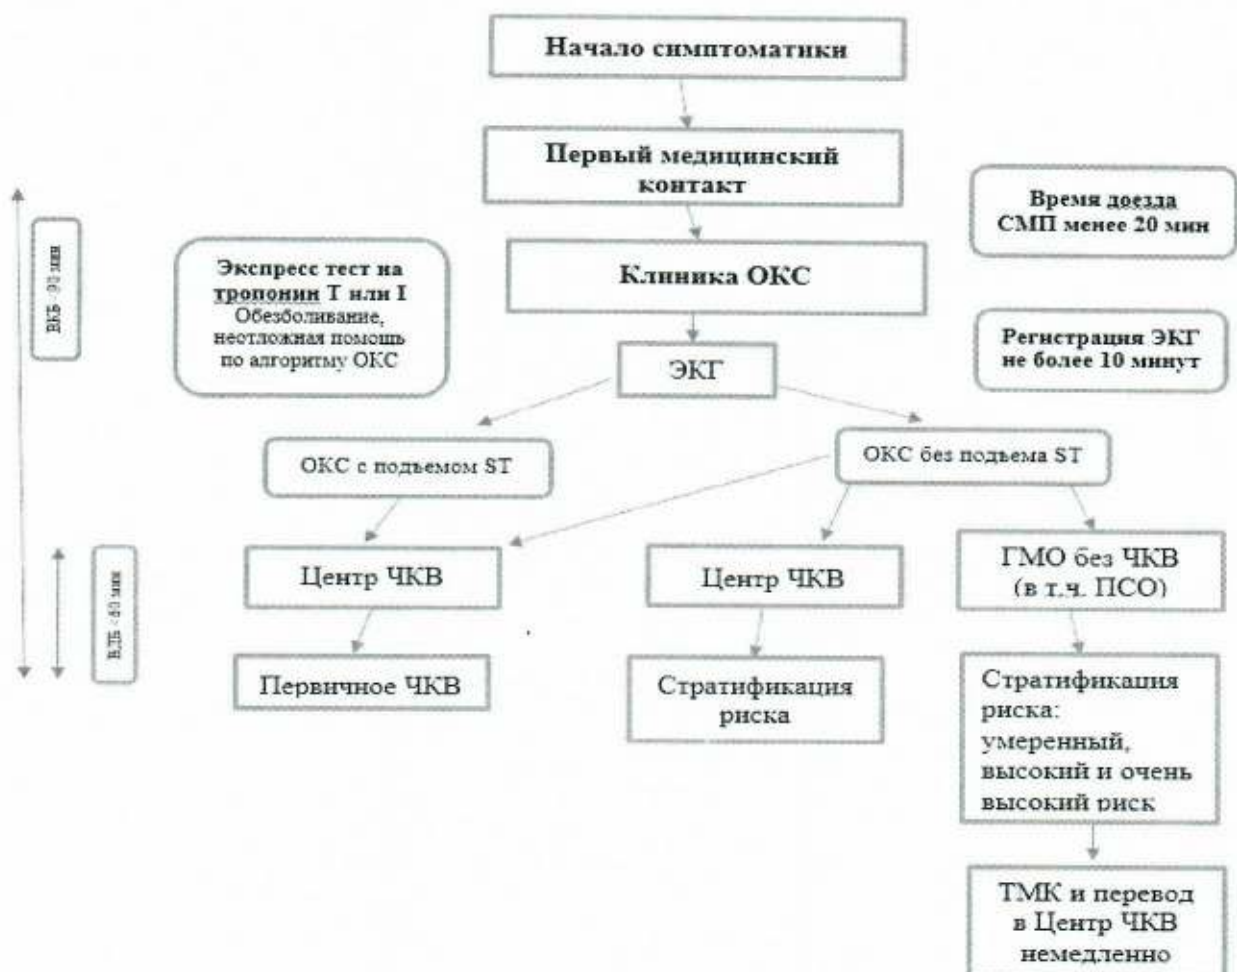 Начало симптоматики
Первый медицинский
контакт
Время доезда
СМП менее 20 мин
Экспресс тест на
тропонин Т или I
Обезболивание,
неотложная помощь
по алгоритму ОКС
Клиника ОКС
Регистрация ЭКГ
не более 10 минут
ЭКГ
ОКС с подъемом ST
ОКС без подъема ST
Центр ЧКВ
Центр ЧКВ
ГМО без ЧКВ
(в т.ч. ПСО)
Первичное ЧКВ
Стратификация
риска
Стратификация
риска:
умеренный,
высокий и очень
высокий риск
ТМК и перевод
в Центр ЧКВ
немедленно
мин
мин